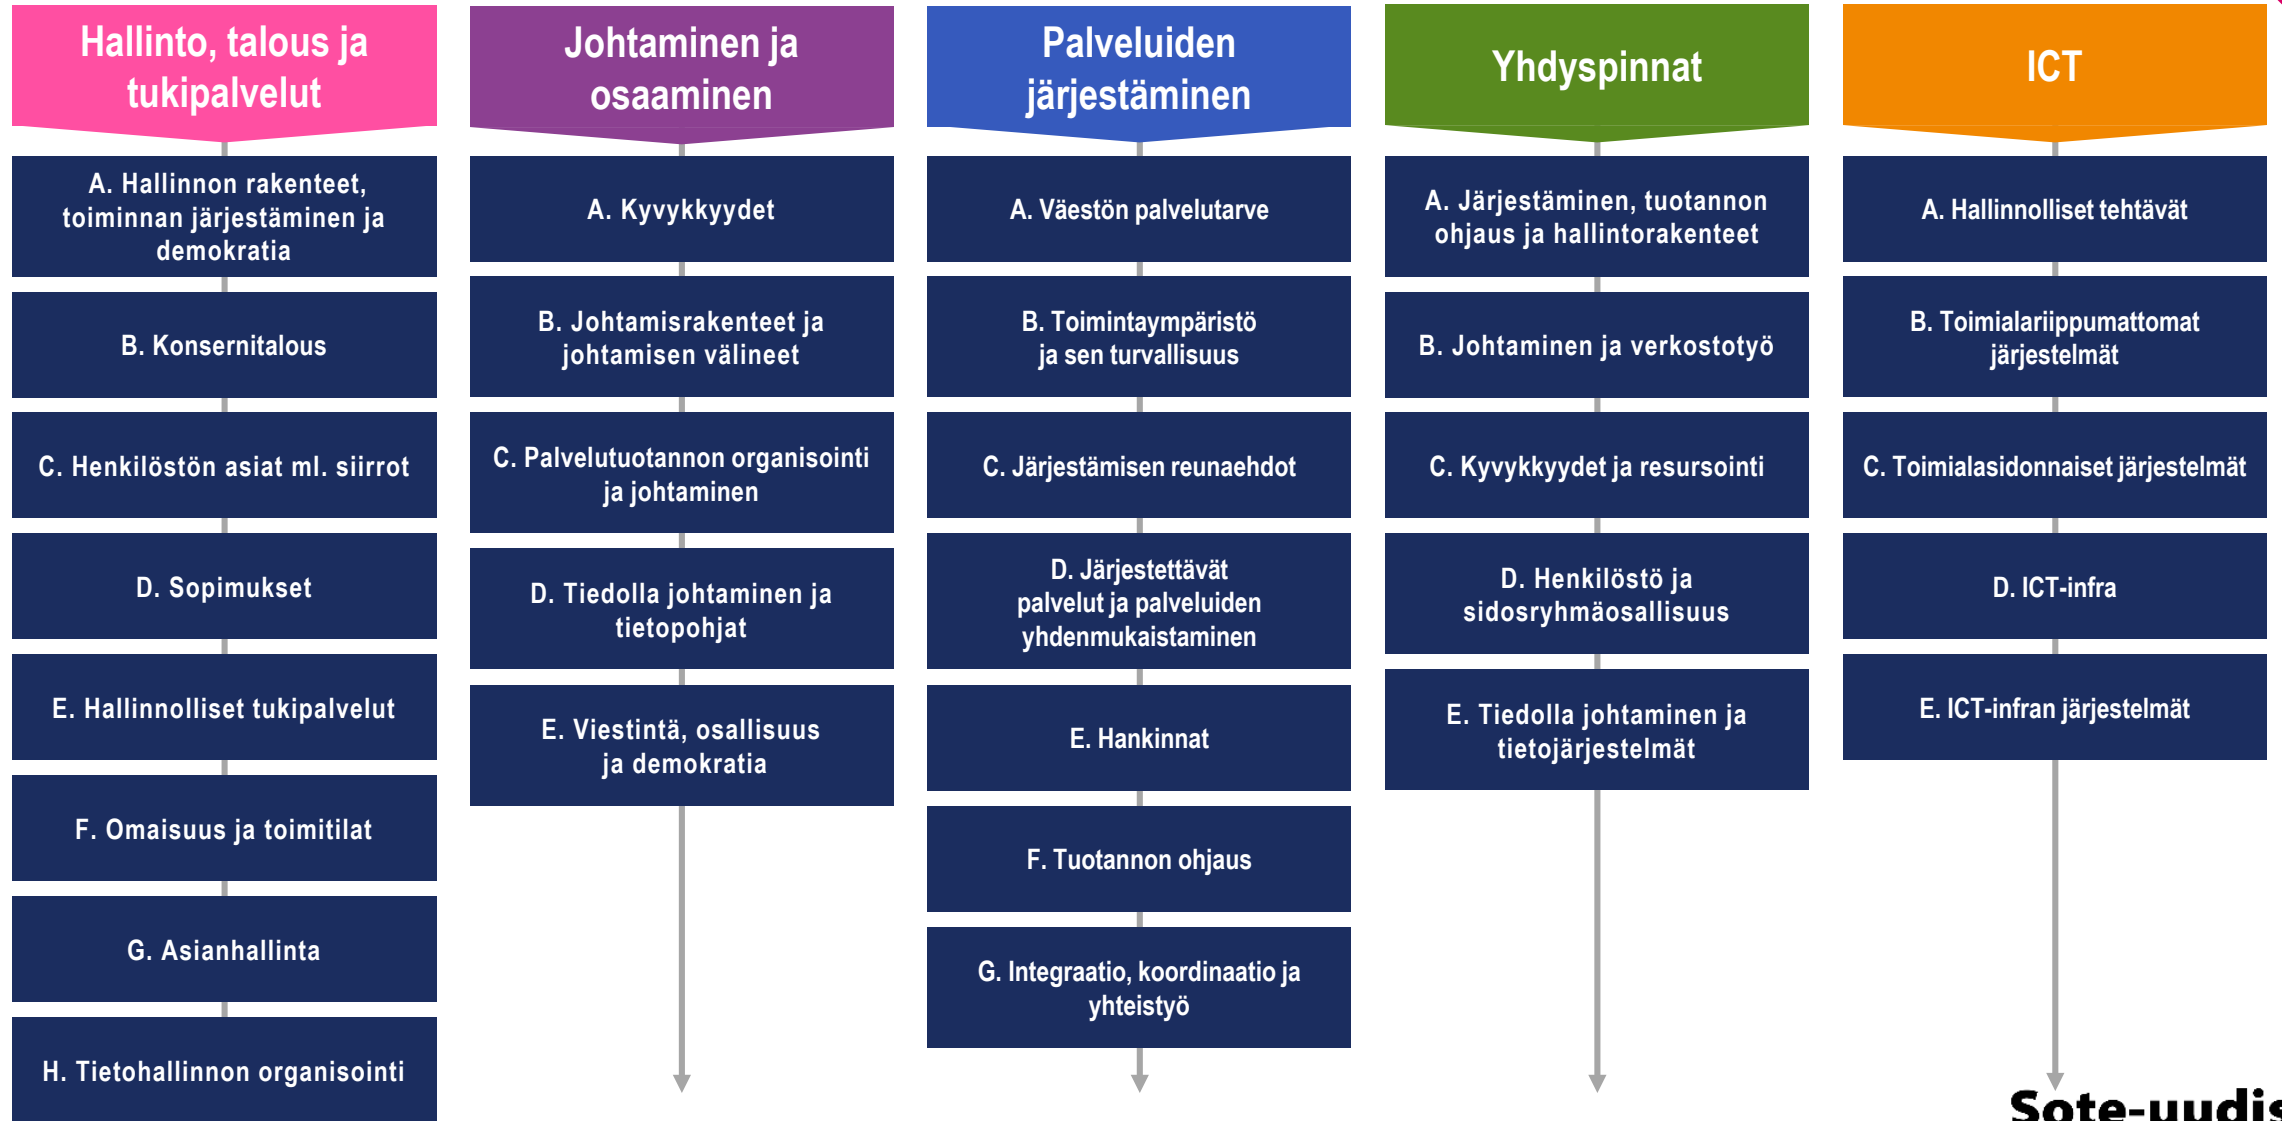 Hallinto, talous ja
tukipalvelut
A. Hallinnon rakenteet,
toiminnan järjestäminen ja
demokratia
B. Konsernitalous
C. Henkilöstön asiat ml. siirrot
D. Sopimukset
E. Hallinnolliset tukipalvelut
F. Omaisuus ja toimitilat
G. Asianhallinta
H. Tietohallinnon organisointi
Johtaminen ja
osaaminen
A. Kyvykkyydet
B. Johtamisrakenteet ja
johtamisen välineet
C. Palvelutuotannon organisointi
ja johtaminen
D. Tiedolla johtaminen ja
tietopohjat
E. Viestintä, osallisuus
ja demokratia
Palveluiden
järjestäminen
A. Väestön palvelutarve
B. Toimintaympäristö
ja sen turvallisuus
C. Järjestämisen reunaehdot
D. Järjestettävät
palvelut ja palveluiden
yhdenmukaistaminen
E. Hankinnat
F. Tuotannon ohjaus
G. Integraatio, koordinaatio ja
yhteistyö
Yhdyspinnat
A. Järjestäminen, tuotannon
ohjaus ja hallintorakenteet
B. Johtaminen ja verkostotyö
C. Kyvykkyydet ja resursointi
D. Henkilöstö ja
sidosryhmäosallisuus
E. Tiedolla johtaminen ja
tietojärjestelmät
ICT
A. Hallinnolliset tehtävät
B. Toimialariippumattomat
järjestelmät
C. Toimialasidonnaiset järjestelmät
D. ICT-infra
E. ICT-infran järjestelmät
Sote-uudis